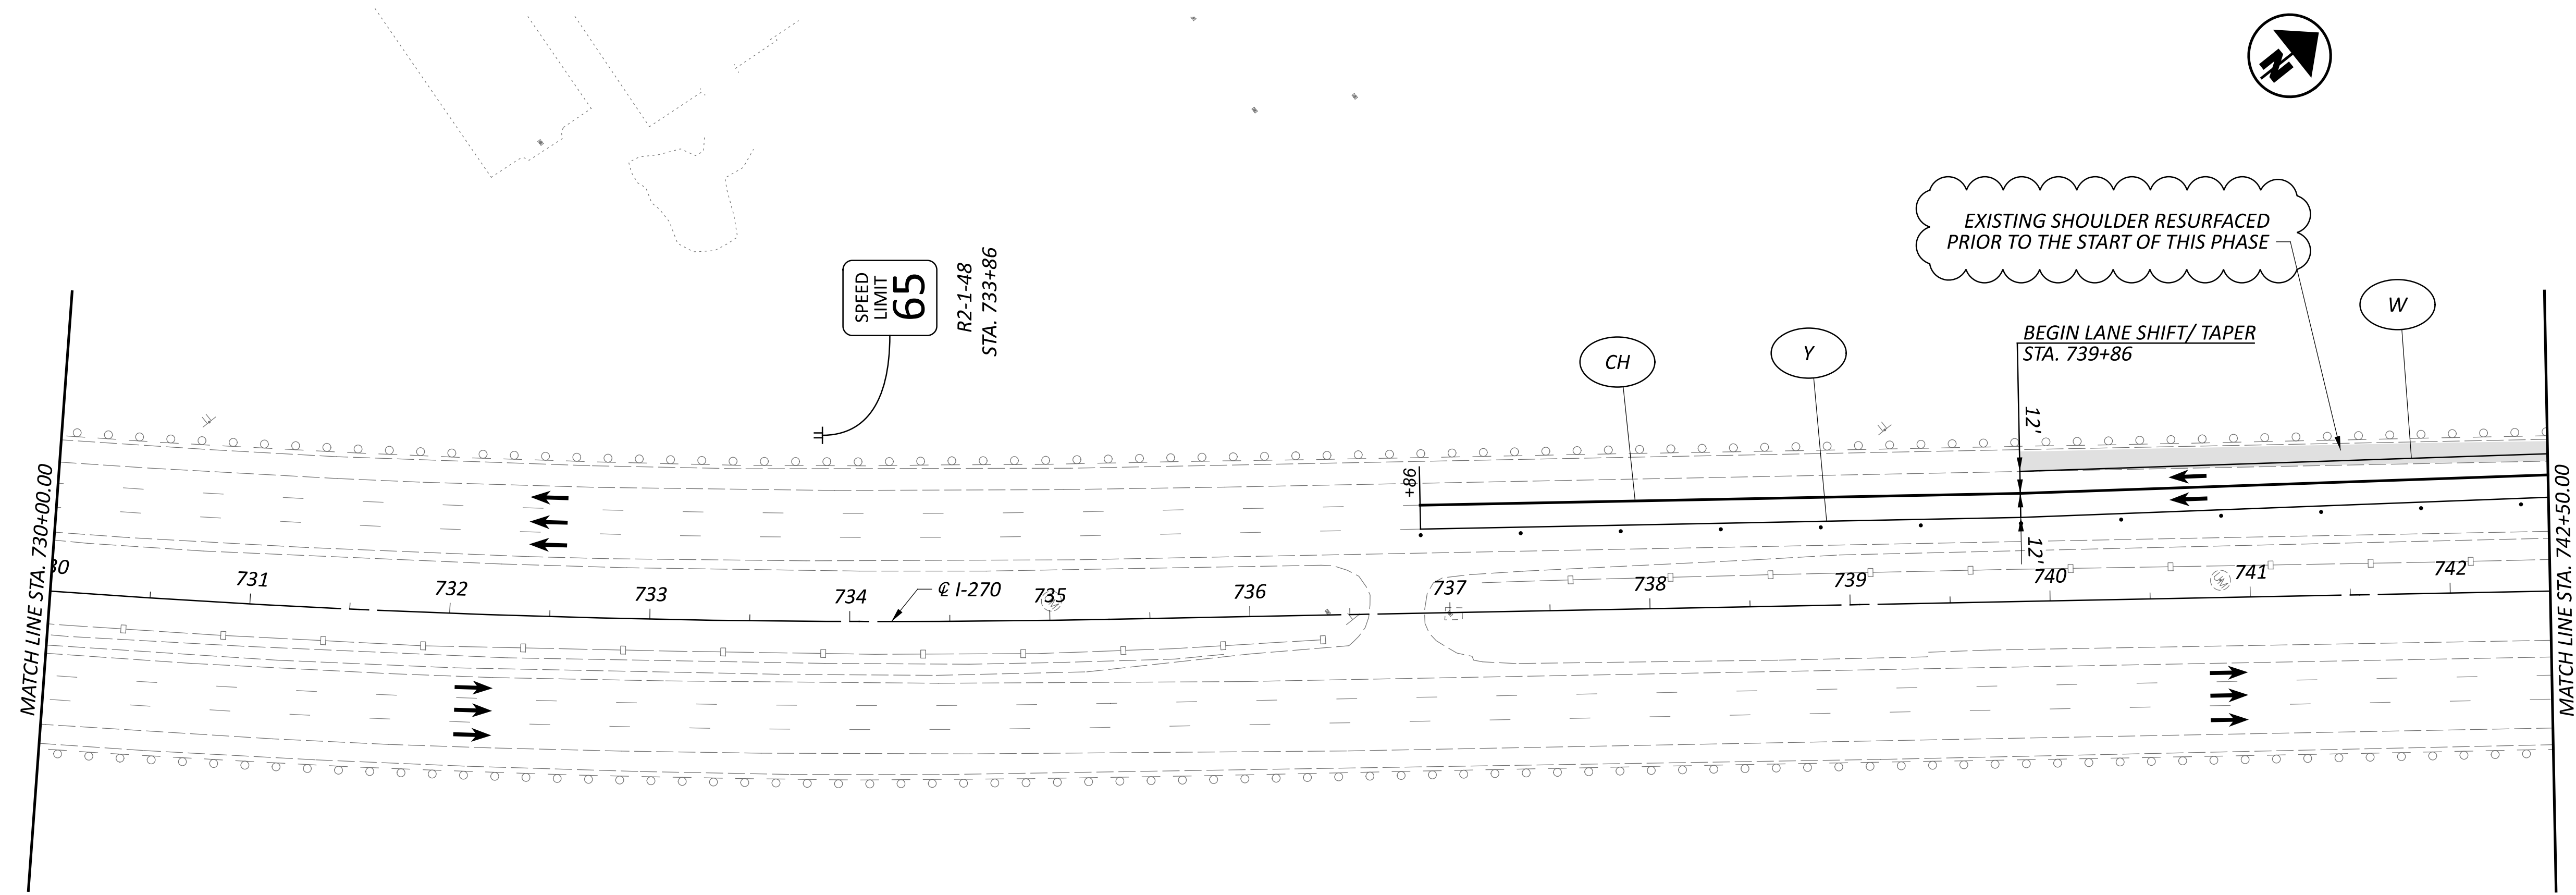 N
EXISTING SHOULDER RESURFACED
PRIOR TO THE START OF THIS PHASE
SPEED
LIMIT
65
R2-1-48
STA. 733+86
W
BEGIN LANE SHIFT/ TAPER
STA. 739+86
CH
Y
12'
12'
+86
MATCH LINE STA. 730+00.00
MATCH LINE STA. 742+50.00
30
731
732
733
734
735
736
737
738
739
740
741
742
℄ I-270